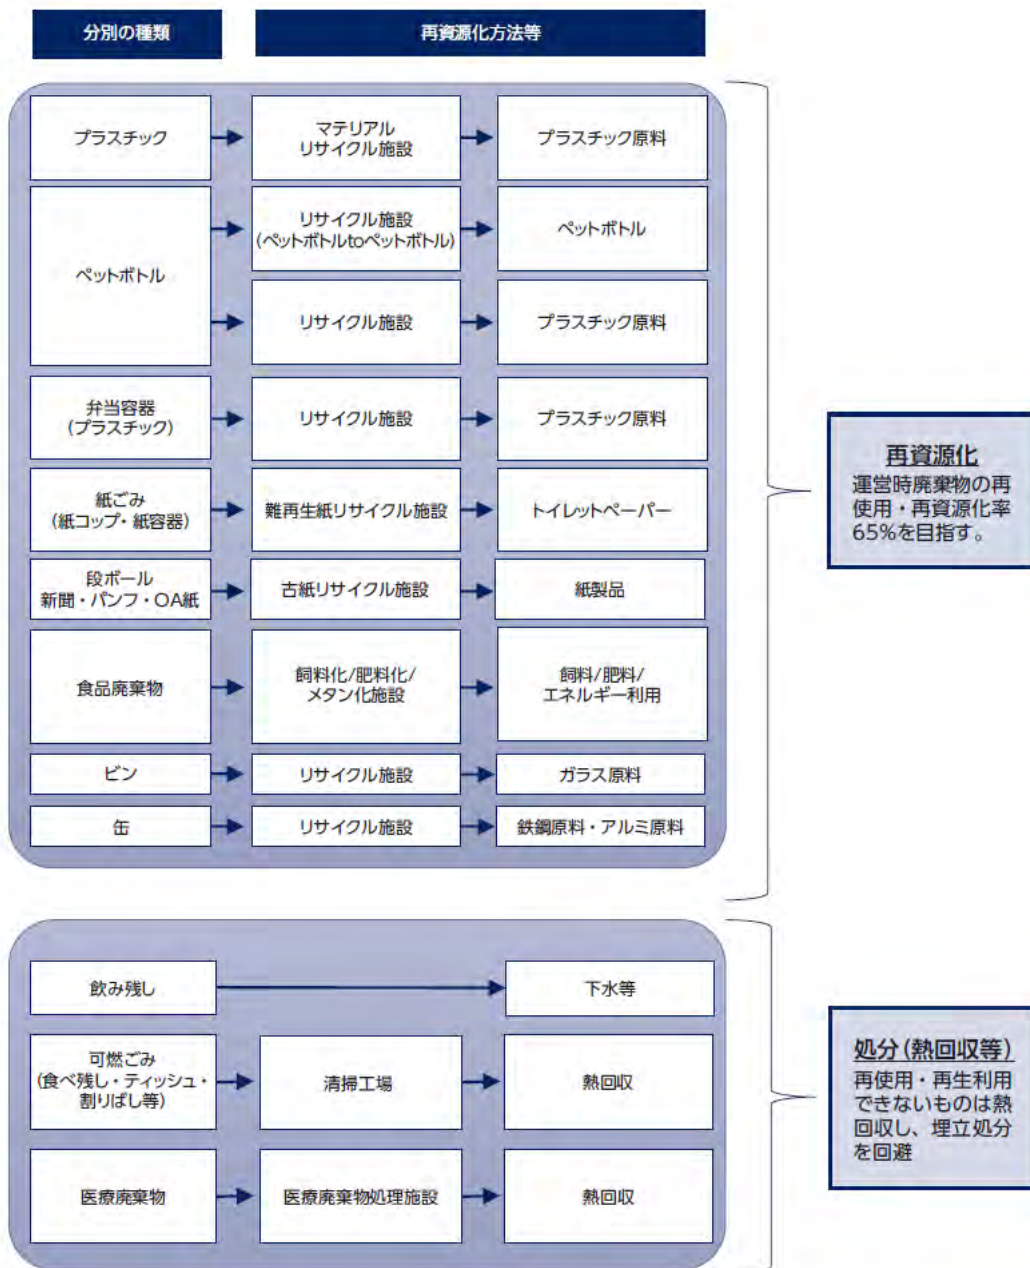 分別の種類
再資源化方法等
プラスチック
マテリアル
リサイクル施設
プラスチック原料
ペットボトル
リサイクル施設
(ペットボトルtoペットボトル)
ペットボトル
リサイクル施設
プラスチック原料
弁当容器
(プラスチック)
リサイクル施設
プラスチック原料
紙ごみ
(紙コップ・紙容器)
難再生紙リサイクル施設
トイレットペーパー
段ボール
新聞・パンフ・OA紙
古紙リサイクル施設
紙製品
食品廃棄物
飼料化/肥料化/
メタン化施設
飼料/肥料/
エネルギー利用
ビン
リサイクル施設
ガラス原料
缶
リサイクル施設
鉄鋼原料・アルミ原料
再資源化
運営時廃棄物の再
使用・再資源化率
65%を目指す。
飲み残し
下水等
可燃ごみ
(食べ残し・ティッシュ・
割りばし等)
清掃工場
熱回収
医療廃棄物
医療廃棄物処理施設
熱回収
処分(熱回収等)
再使用・再生利用
できないものは熱
回収し、埋立処分
を回避